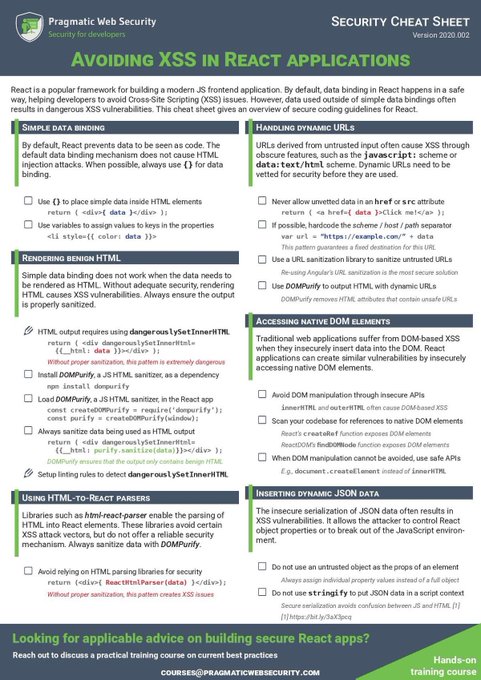 Pragmatic Web Security
Security for developers
SECURITY CHEAT SHEET
Version 2020.002
AVOIDING XSS IN REACT APPLICATIONS
React is a popular framework for building a modern JS frontend application. By default, data binding in React happens in a safe
way, helping developers to avoid Cross-Site Scripting (XSS) issues. However, data used outside of simple data bindings often
results in dangerous XSS vulnerabilities. This cheat sheet gives an overview of secure coding guidelines for React.
SIMPLE DATA BINDING
By default, React prevents data to be seen as code. The
default data binding mechanism does not cause HTML
injection attacks. When possible, always use {} for data
binding.
Use {} to place simple data inside HTML elements
return ( <div>{ data }</div> );
Use variables to assign values to keys in the properties
<li style={{ color: data }}>
RENDERING BENIGN HTML
Simple data binding does not work when the data needs to
be rendered as HTML. Without adequate security, rendering
HTML causes XSS vulnerabilities. Always ensure the output
is properly sanitized.
HTML output requires using dangerouslySetInnerHTML
return ( <div dangerouslySetInnerHTML=
{{__html: data }}></div> );
Without proper sanitization, this pattern is extremely dangerous
Install DOMPurify, a JS HTML sanitizer, as a dependency
npm install dompurify
Load DOMPurify, a JS HTML sanitizer, in the React app
const createDOMPurify = require('dompurify');
const purify = createDOMPurify(window);
Always sanitize data being used as HTML output
return ( <div dangerouslySetInnerHTML=
{{__html: purify.sanitize(data)}}></div> );
DOMPurify ensures that the output only contains benign HTML
Setup linting rules to detect dangerouslySetInnerHTML
USING HTML-TO-REACT PARSERS
Libraries such as html-react-parser enable the parsing of
HTML into React elements. These libraries avoid certain
XSS attack vectors, but do not offer a reliable security
mechanism. Always sanitize data with DOMPurify.
Avoid relying on HTML parsing libraries for security
return (<div>{ ReactHtmlParser(data) }</div>);
Without proper sanitization, this pattern creates XSS issues
HANDLING DYNAMIC URLS
URLs derived from untrusted input often cause XSS through
obscure features, such as the javascript: scheme or
data:text/html scheme. Dynamic URLs need to be
vetted for security before they are used.
Never allow unvetted data in an href or src attribute
return ( <a href={ data }>Click me!</a> );
If possible, hardcode the scheme / host / path separator
var url = "https://example.com/" + data
This pattern guarantees a fixed destination for this URL
Use a URL sanitization library to sanitize untrusted URLs
Re-using Angular's URL sanitization is the most secure solution
Use DOMPurify to output HTML with dynamic URLs
DOMPurify removes HTML attributes that contain unsafe URLs
ACCESSING NATIVE DOM ELEMENTS
Traditional web applications suffer from DOM-based XSS
when they insecurely insert data into the DOM. React
applications can create similar vulnerabilities by insecurely
accessing native DOM elements.
Avoid DOM manipulation through insecure APIs
innerHTML and outerHTML often cause DOM-based XSS
Scan your codebase for references to native DOM elements
React's createRef function exposes DOM elements
ReactDOM's findDOMNode function exposes DOM elements
When DOM manipulation cannot be avoided, use safe APIs
E.g., document.createElement instead of innerHTML
INSERTING DYNAMIC JSON DATA
The insecure serialization of JSON data often results in
XSS vulnerabilities. It allows the attacker to control React
object properties or to break out of the JavaScript environ-
ment.
Do not use an untrusted object as the props of an element
Always assign individual property values instead of a full object
Do not use stringify to put JSON data in a script context
Secure serialization avoids confusion between JS and HTML [1]
[1] https://bit.ly/3aX3pcq
Looking for applicable advice on building secure React apps?
Reach out to discuss a practical training course on current best practices
COURSES@PRAGMATICWEBSECURITY.COM
Hands-on
training course